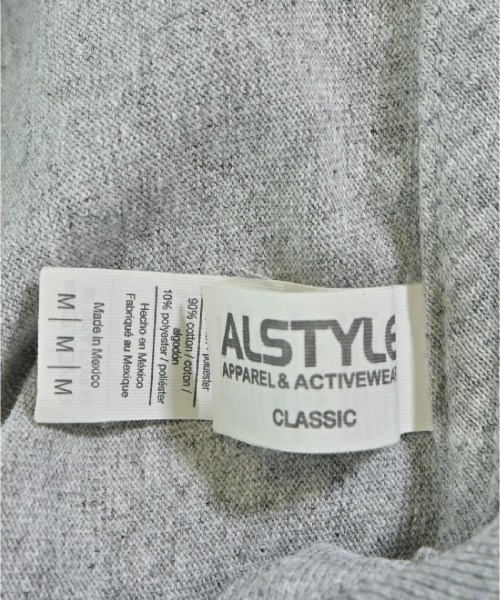 ALSTYLE
APPAREL & ACTIVEWEAR
CLASSIC
90% cotton / coton /
algodón
10% polyester / poliéster
Hecho en México
Fabriqué au Mexique
Made in Mexico
M | M | M